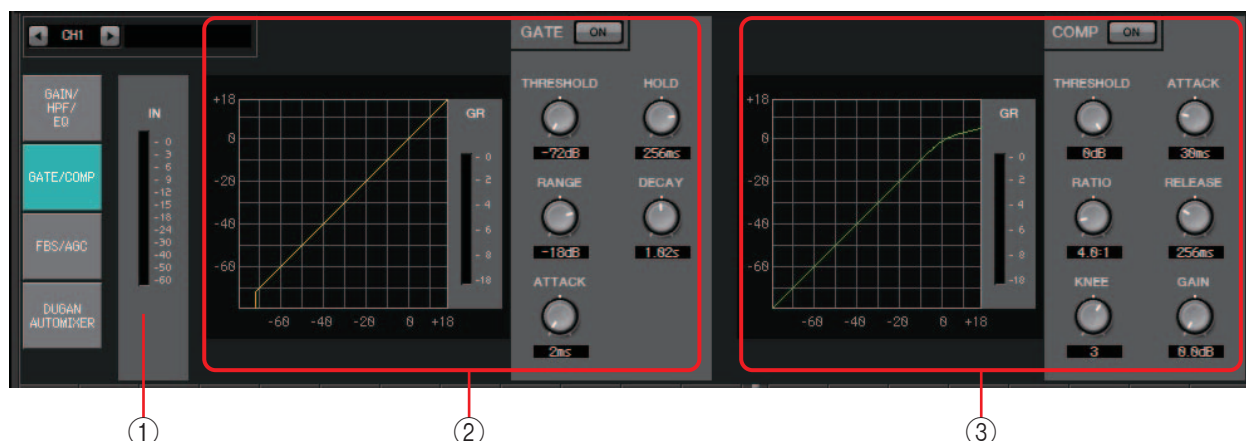 CH1
GAIN/
HPF/
EQ
GATE/COMP
FBS/AGC
DUGAN
AUTOMIXER
IN
- 0
- 3
- 6
- 9
-12
-15
-18
-24
-30
-40
-50
-60
+18
0
-20
-40
-60
-60 -40 -20 0 +18
GR
- 0
- 2
- 4
- 6
- 8
-18
GATE ON
THRESHOLD HOLD
-72dB 256ms
RANGE DECAY
-18dB 1.02s
ATTACK
2ms
+18
0
-20
-40
-60
-60 -40 -20 0 +18
GR
- 0
- 2
- 4
- 6
- 8
-18
COMP ON
THRESHOLD ATTACK
0dB 30ms
RATIO RELEASE
4.0:1 256ms
KNEE GAIN
3 0.0dB
1 2 3